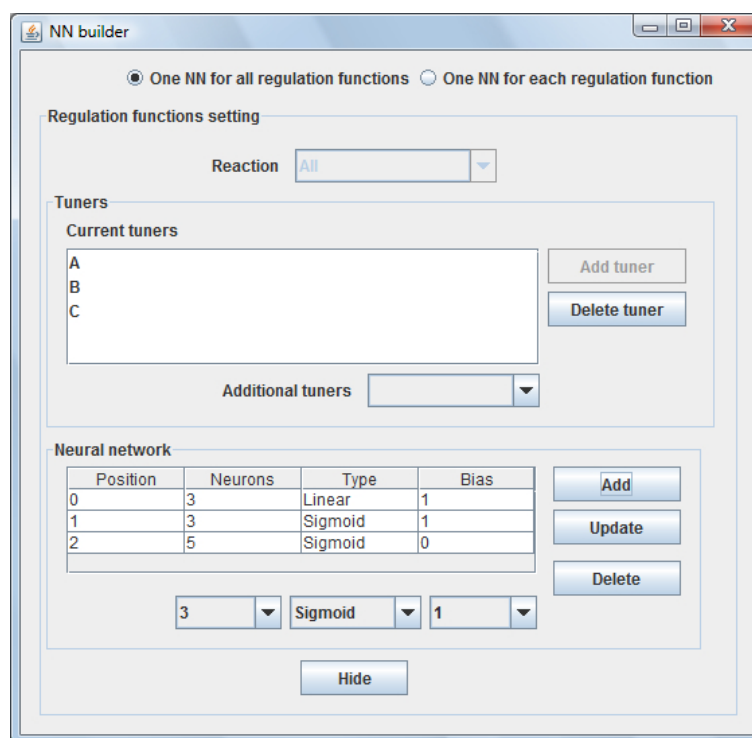 NN builder
One NN for all regulation functions One NN for each regulation function
Regulation functions setting
Reaction All
Tuners
Current tuners
A
B
C
Add tuner
Delete tuner
Additional tuners
Neural network
Position Neurons Type Bias
0 3 Linear 1
1 3 Sigmoid 1
2 5 Sigmoid 0
Add
Update
Delete
3 Sigmoid 1
Hide